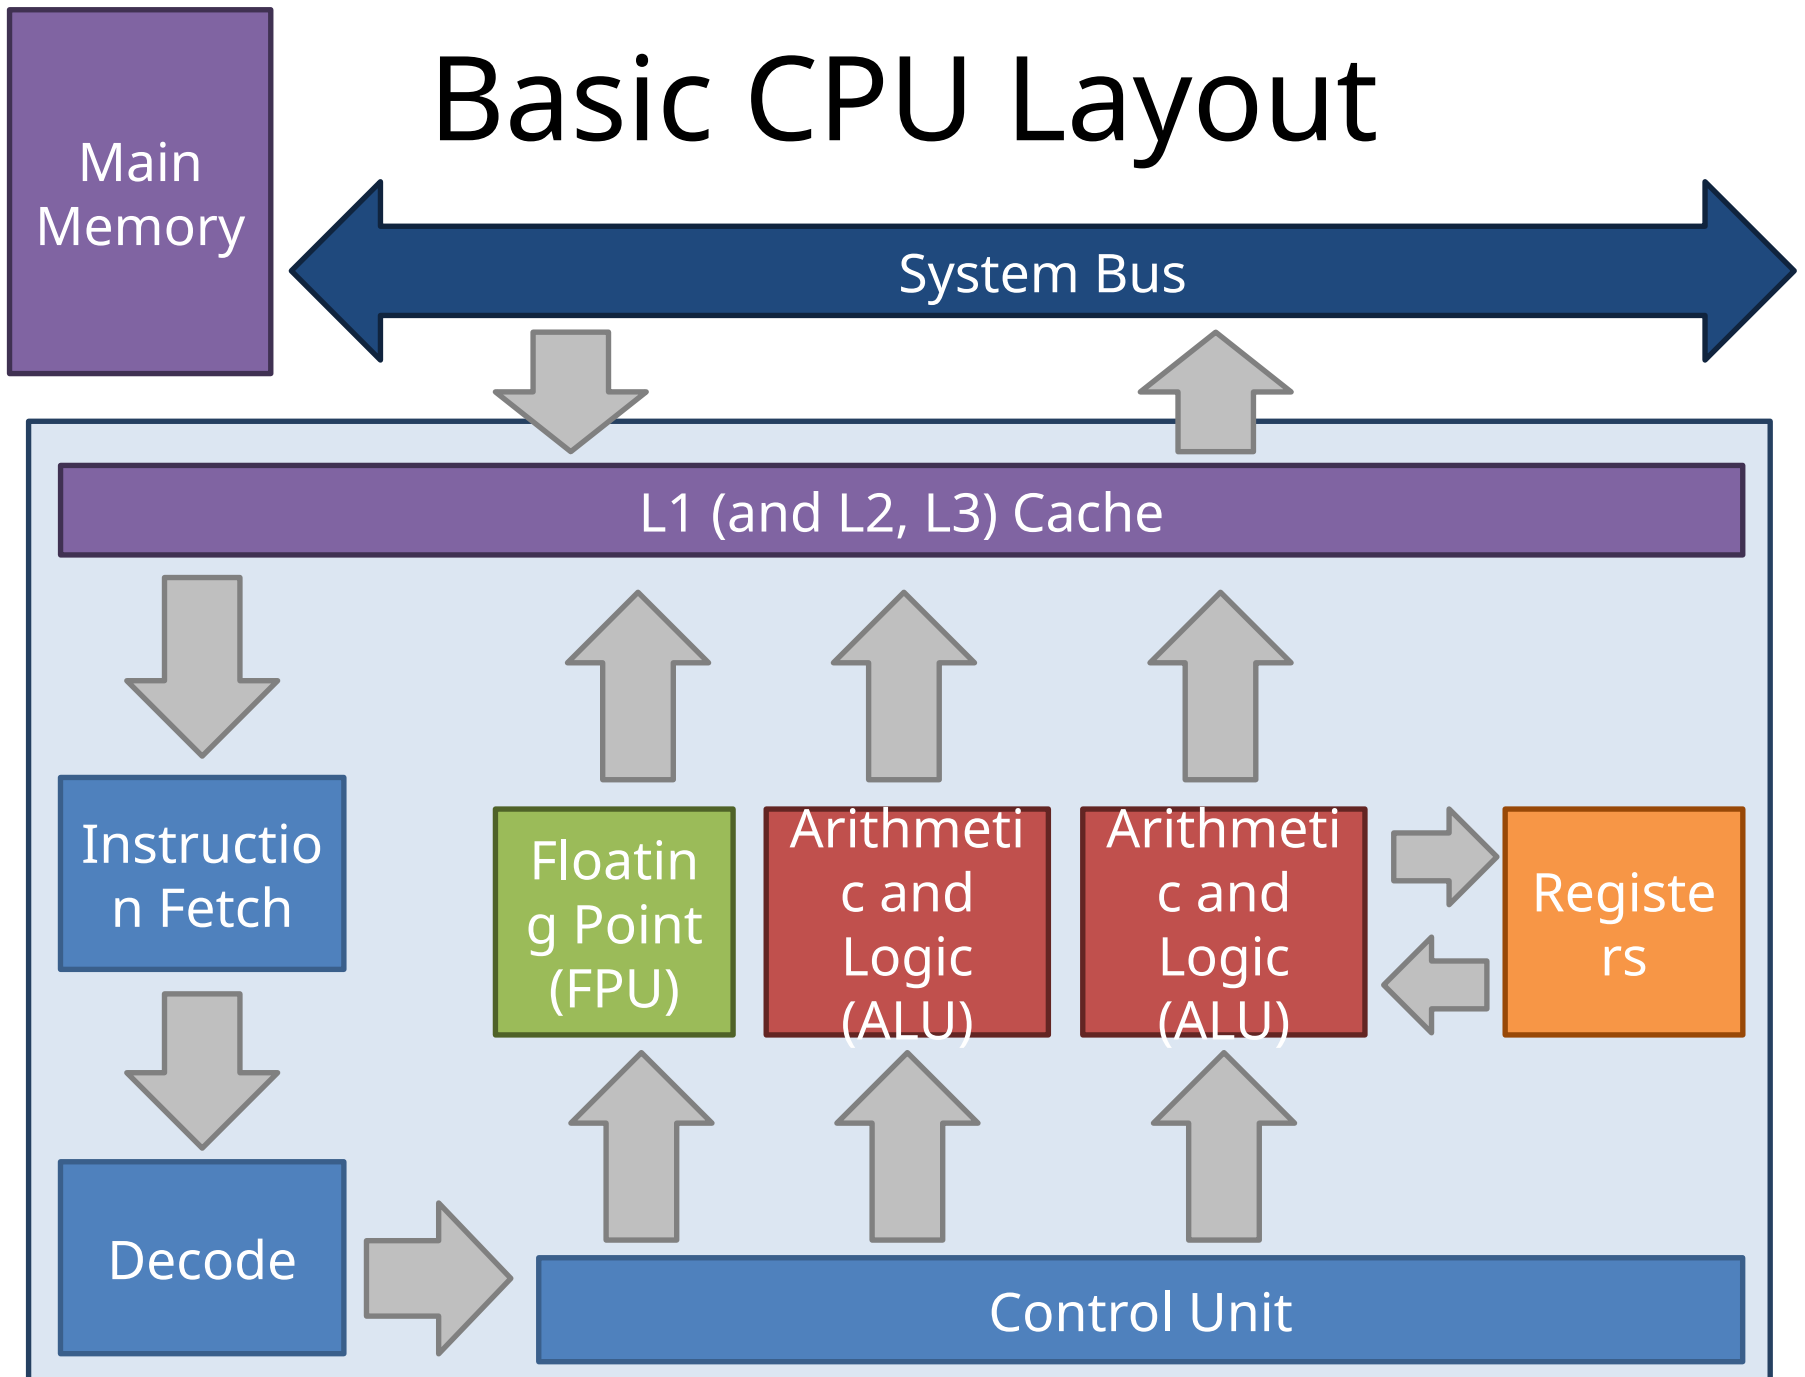 Basic CPU Layout
Main
Memory
System Bus
L1 (and L2, L3) Cache
Instructio
n Fetch
Floatin
g Point
(FPU)
Arithmeti
c and
Logic
(ALU)
Arithmeti
c and
Logic
(ALU)
Registe
rs
Decode
Control Unit